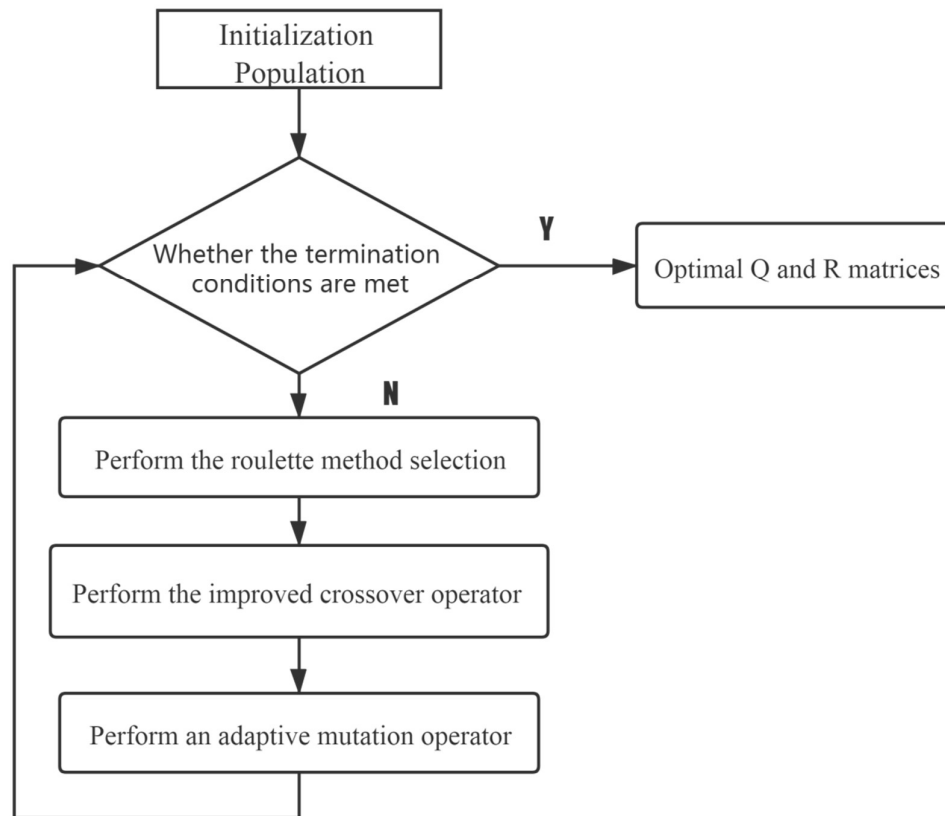 Initialization
Population
Whether the termination
conditions are met
Y
Optimal Q and R matrices
N
Perform the roulette method selection
Perform the improved crossover operator
Perform an adaptive mutation operator